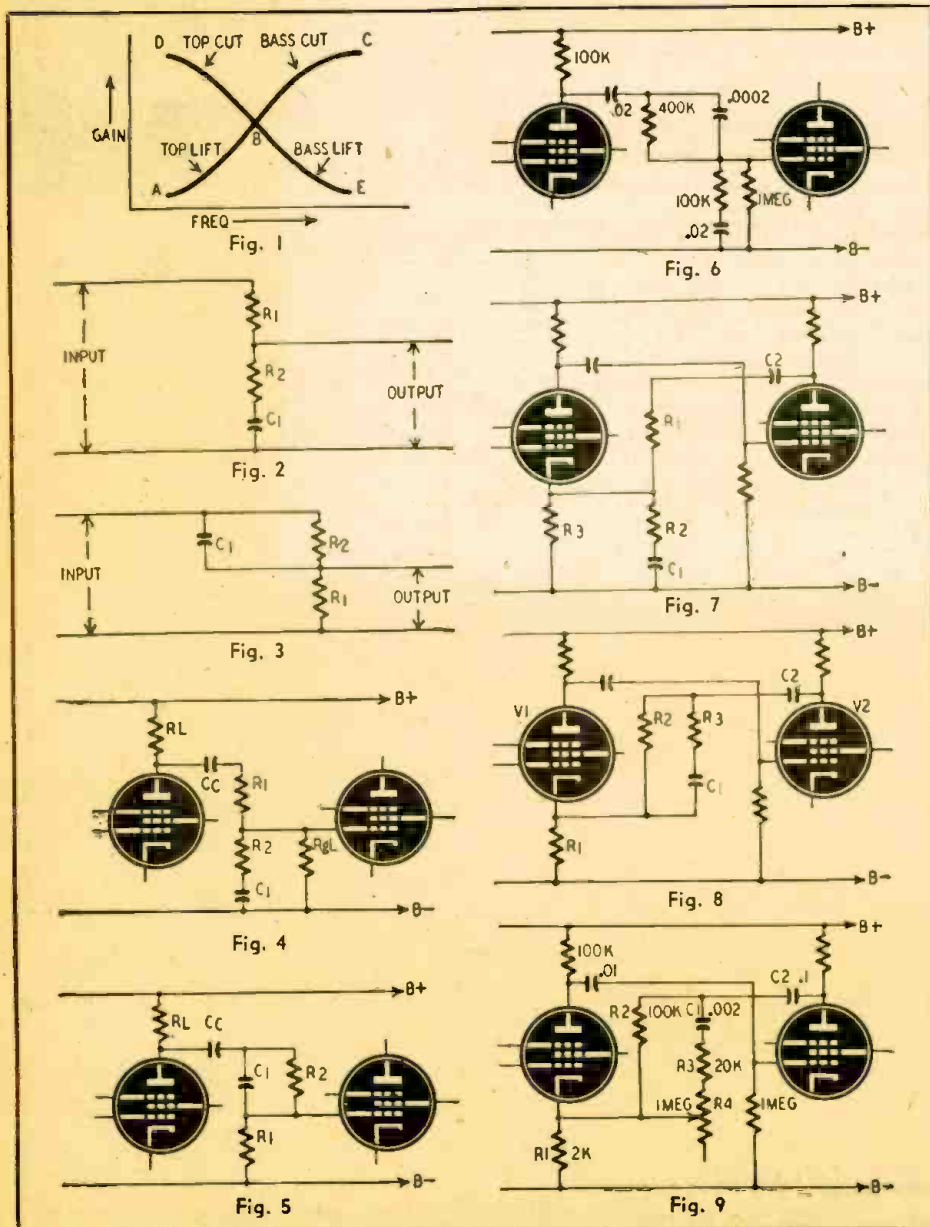 D TOP CUT BASS CUT C
GAIN
B
TOP LIFT BASS LIFT
A E
FREQ
Fig. 1
INPUT
R1
R2
C1
OUTPUT
Fig. 2
INPUT
C1
R2
R1
OUTPUT
Fig. 3
B+
RL
CC
R1
R2
RgL
C1
B-
Fig. 4
B+
RL
CC
C1
R2
R1
B-
Fig. 5
B+
100K
.02
400K
.0002
100K
1MEG
.02
B-
Fig. 6
B+
C2
R1
R3
R2
C1
B-
Fig. 7
B+
C2
V1
R2
R3
V2
C1
R1
B-
Fig. 8
B+
100K
.01
C2 .1
R2
100K
C1 .002
R3
20K
1MEG
R4
1MEG
R1
2K
B-
Fig. 9